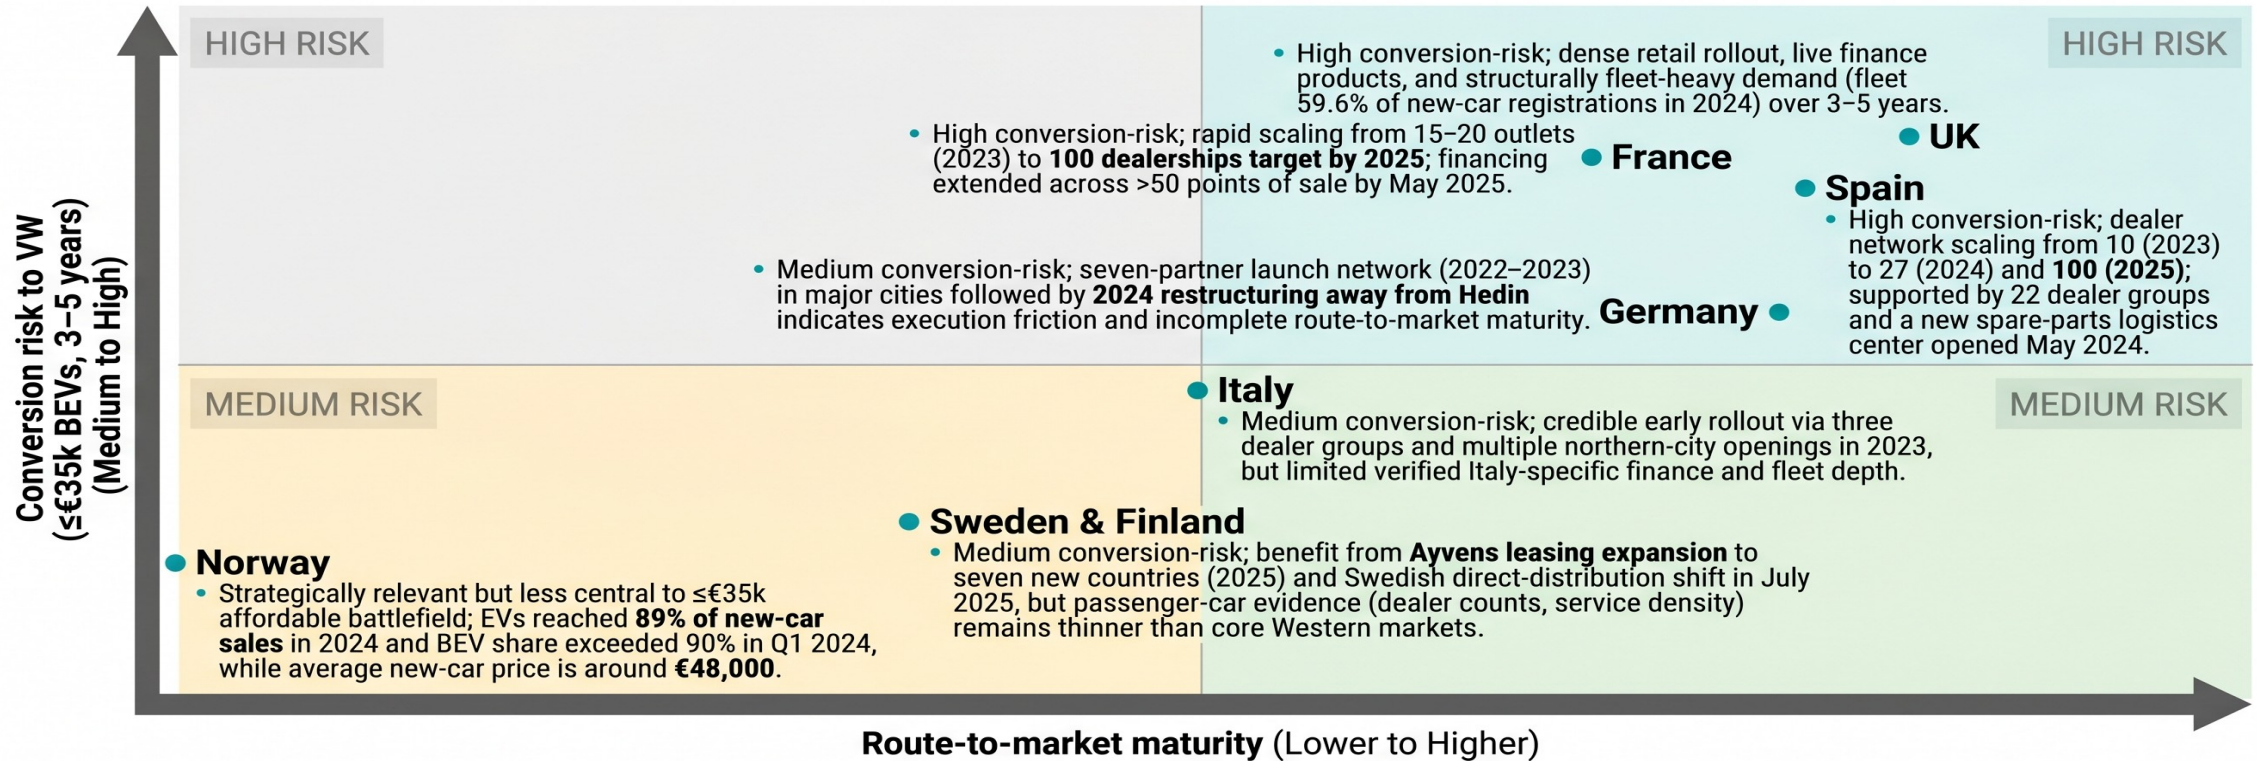 HIGH RISK
HIGH RISK
• High conversion-risk; dense retail rollout, live finance
products, and structurally fleet-heavy demand (fleet
59.6% of new-car registrations in 2024) over 3–5 years.
UK
• High conversion-risk; rapid scaling from 15–20 outlets
(2023) to 100 dealerships target by 2025; financing
extended across >50 points of sale by May 2025.
France
Spain
• High conversion-risk; dealer
network scaling from 10 (2023)
to 27 (2024) and 100 (2025);
supported by 22 dealer groups
and a new spare-parts logistics
center opened May 2024.
• Medium conversion-risk; seven-partner launch network (2022–2023)
in major cities followed by 2024 restructuring away from Hedin
indicates execution friction and incomplete route-to-market maturity.
Germany
Conversion risk to VW
(≤€35k BEVs, 3–5 years)
(Medium to High)
MEDIUM RISK
MEDIUM RISK
Italy
• Medium conversion-risk; credible early rollout via three
dealer groups and multiple northern-city openings in 2023,
but limited verified Italy-specific finance and fleet depth.
Sweden & Finland
• Medium conversion-risk; benefit from Ayvens leasing expansion to
seven new countries (2025) and Swedish direct-distribution shift in July
2025, but passenger-car evidence (dealer counts, service density)
remains thinner than core Western markets.
Norway
• Strategically relevant but less central to ≤€35k
affordable battlefield; EVs reached 89% of new-car
sales in 2024 and BEV share exceeded 90% in Q1 2024,
while average new-car price is around €48,000.
Route-to-market maturity (Lower to Higher)